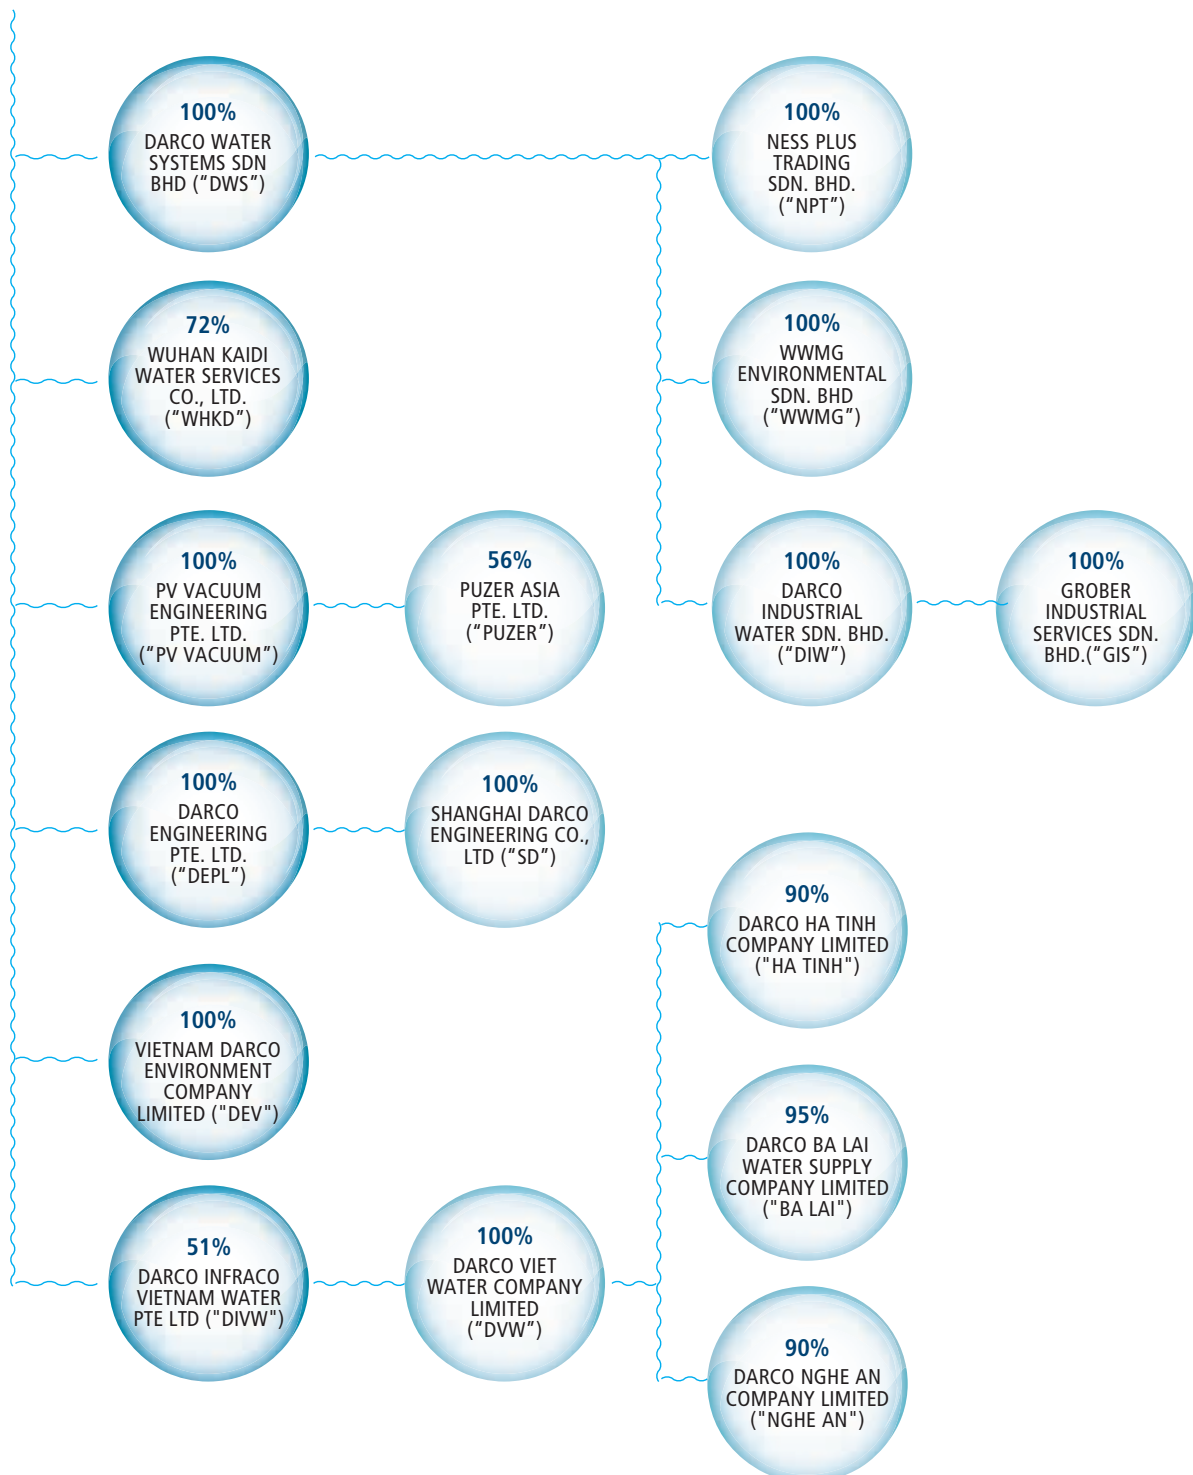 100%
DARCO WATER
SYSTEMS SDN
BHD (“DWS”)
100%
NESS PLUS
TRADING
SDN. BHD.
(“NPT”)
72%
WUHAN KAIDI
WATER SERVICES
CO., LTD.
(“WHKD”)
100%
WWMG
ENVIRONMENTAL
SDN. BHD
(“WWMG”)
100%
PV VACUUM
ENGINEERING
PTE. LTD.
(“PV VACUUM”)
56%
PUZER ASIA
PTE. LTD.
(“PUZER”)
100%
DARCO
INDUSTRIAL
WATER SDN. BHD.
(“DIW”)
100%
GROBER
INDUSTRIAL
SERVICES SDN.
BHD.(“GIS”)
100%
DARCO
ENGINEERING
PTE. LTD.
(“DEPL”)
100%
SHANGHAI DARCO
ENGINEERING CO.,
LTD (“SD”)
90%
DARCO HA TINH
COMPANY LIMITED
("HA TINH")
100%
VIETNAM DARCO
ENVIRONMENT
COMPANY
LIMITED ("DEV")
95%
DARCO BA LAI
WATER SUPPLY
COMPANY LIMITED
("BA LAI")
51%
DARCO INFRACO
VIETNAM WATER
PTE LTD ("DIVW")
100%
DARCO VIET
WATER COMPANY
LIMITED
(“DVW”)
90%
DARCO NGHE AN
COMPANY LIMITED
("NGHE AN")